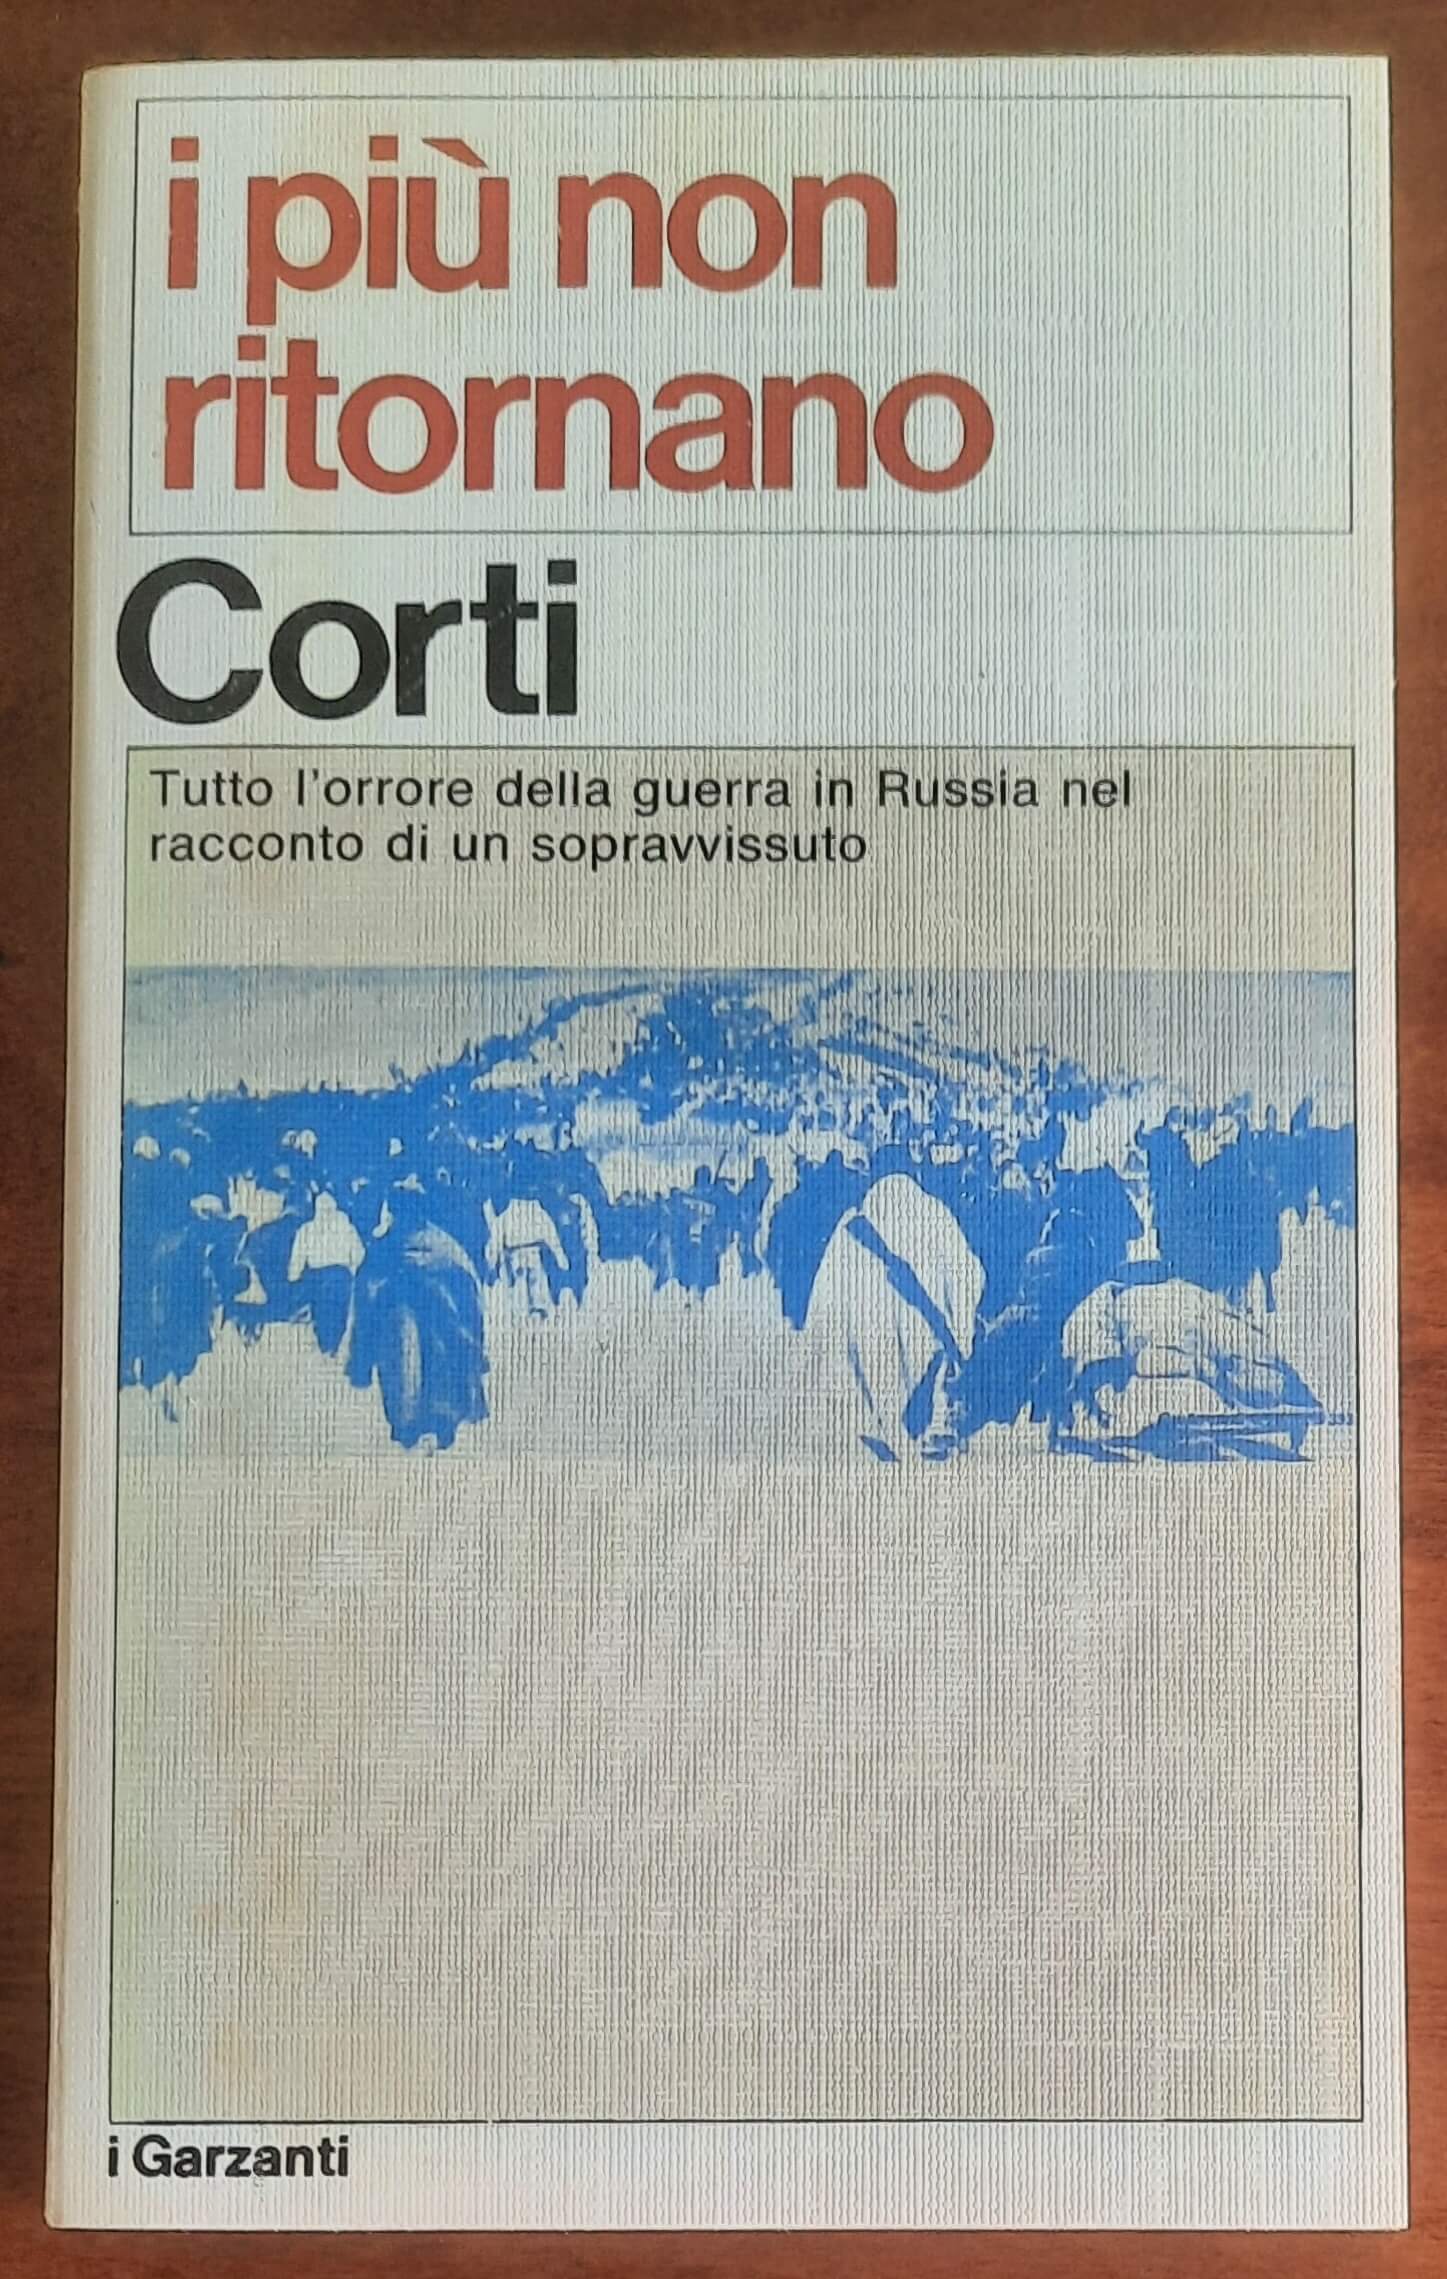 i più non
ritornano
Corti
Tutto l'orrore della guerra in Russia nel
racconto di un sopravvissuto
i Garzanti